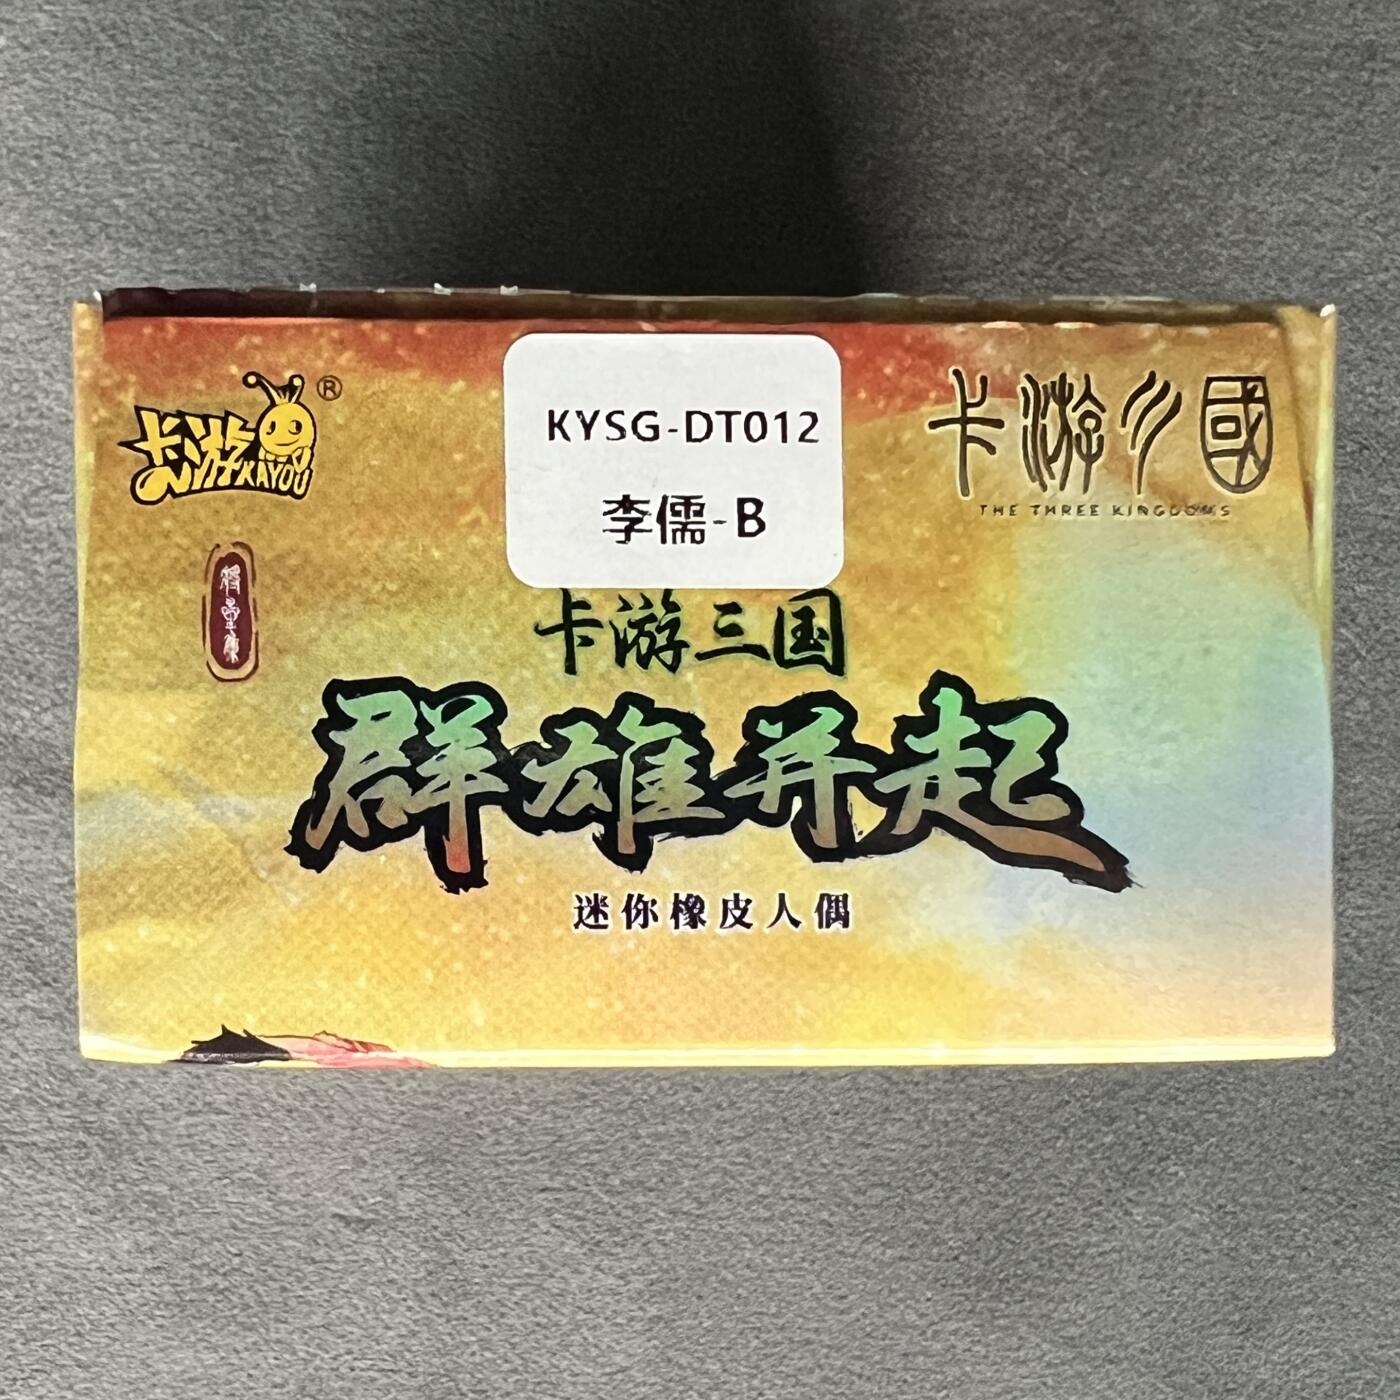 卡游 KAYOU ®
KYSG-DT012
李儒-B
卡游三國
THE THREE KINGDOMS
卡游三国
群雄并起
迷你橡皮人偶